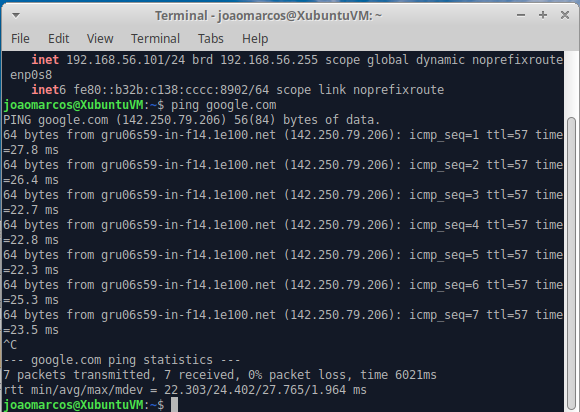 Terminal - joaomarcos@XubuntuVM: ~
File Edit View Terminal Tabs Help
inet 192.168.56.101/24 brd 192.168.56.255 scope global dynamic noprefixroute
enp0s8
inet6 fe80::b32b:c138:cccc:8902/64 scope link noprefixroute
joaomarcos@XubuntuVM:~$ ping google.com
PING google.com (142.250.79.206) 56(84) bytes of data.
64 bytes from gru06s59-in-f14.1e100.net (142.250.79.206): icmp_seq=1 ttl=57 time
=27.8 ms
64 bytes from gru06s59-in-f14.1e100.net (142.250.79.206): icmp_seq=2 ttl=57 time
=26.4 ms
64 bytes from gru06s59-in-f14.1e100.net (142.250.79.206): icmp_seq=3 ttl=57 time
=22.7 ms
64 bytes from gru06s59-in-f14.1e100.net (142.250.79.206): icmp_seq=4 ttl=57 time
=22.8 ms
64 bytes from gru06s59-in-f14.1e100.net (142.250.79.206): icmp_seq=5 ttl=57 time
=22.3 ms
64 bytes from gru06s59-in-f14.1e100.net (142.250.79.206): icmp_seq=6 ttl=57 time
=25.3 ms
64 bytes from gru06s59-in-f14.1e100.net (142.250.79.206): icmp_seq=7 ttl=57 time
=23.5 ms
^C
--- google.com ping statistics ---
7 packets transmitted, 7 received, 0% packet loss, time 6021ms
rtt min/avg/max/mdev = 22.303/24.402/27.765/1.964 ms
joaomarcos@XubuntuVM:~$